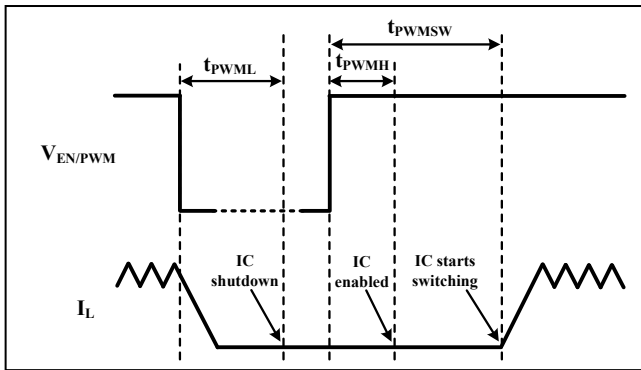 tPWMSW
tPWML
tPWMH
VEN/PWM
IC
shutdown
IC
enabled
IC starts
switching
IL